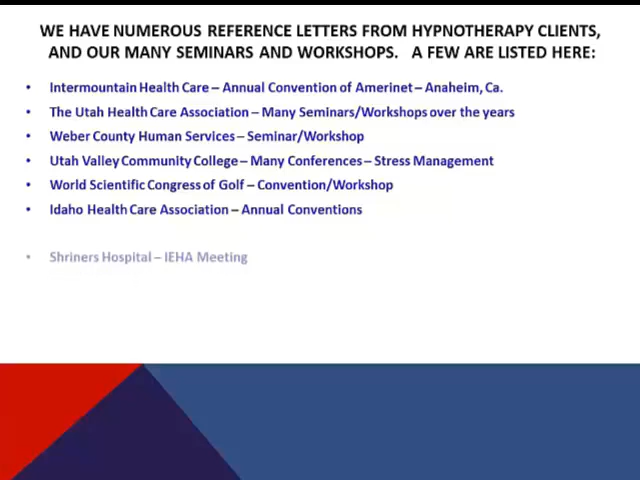 WE HAVE NUMEROUS REFERENCE LETTERS FROM HYPNOTHERAPY CLIENTS,
AND OUR MANY SEMINARS AND WORKSHOPS. A FEW ARE LISTED HERE:
• Intermountain Health Care – Annual Convention of Amerinet – Anaheim, Ca.
• The Utah Health Care Association – Many Seminars/Workshops over the years
• Weber County Human Services – Seminar/Workshop
• Utah Valley Community College – Many Conferences – Stress Management
• World Scientific Congress of Golf – Convention/Workshop
• Idaho Health Care Association – Annual Conventions
• Shriners Hospital – IEHA Meeting